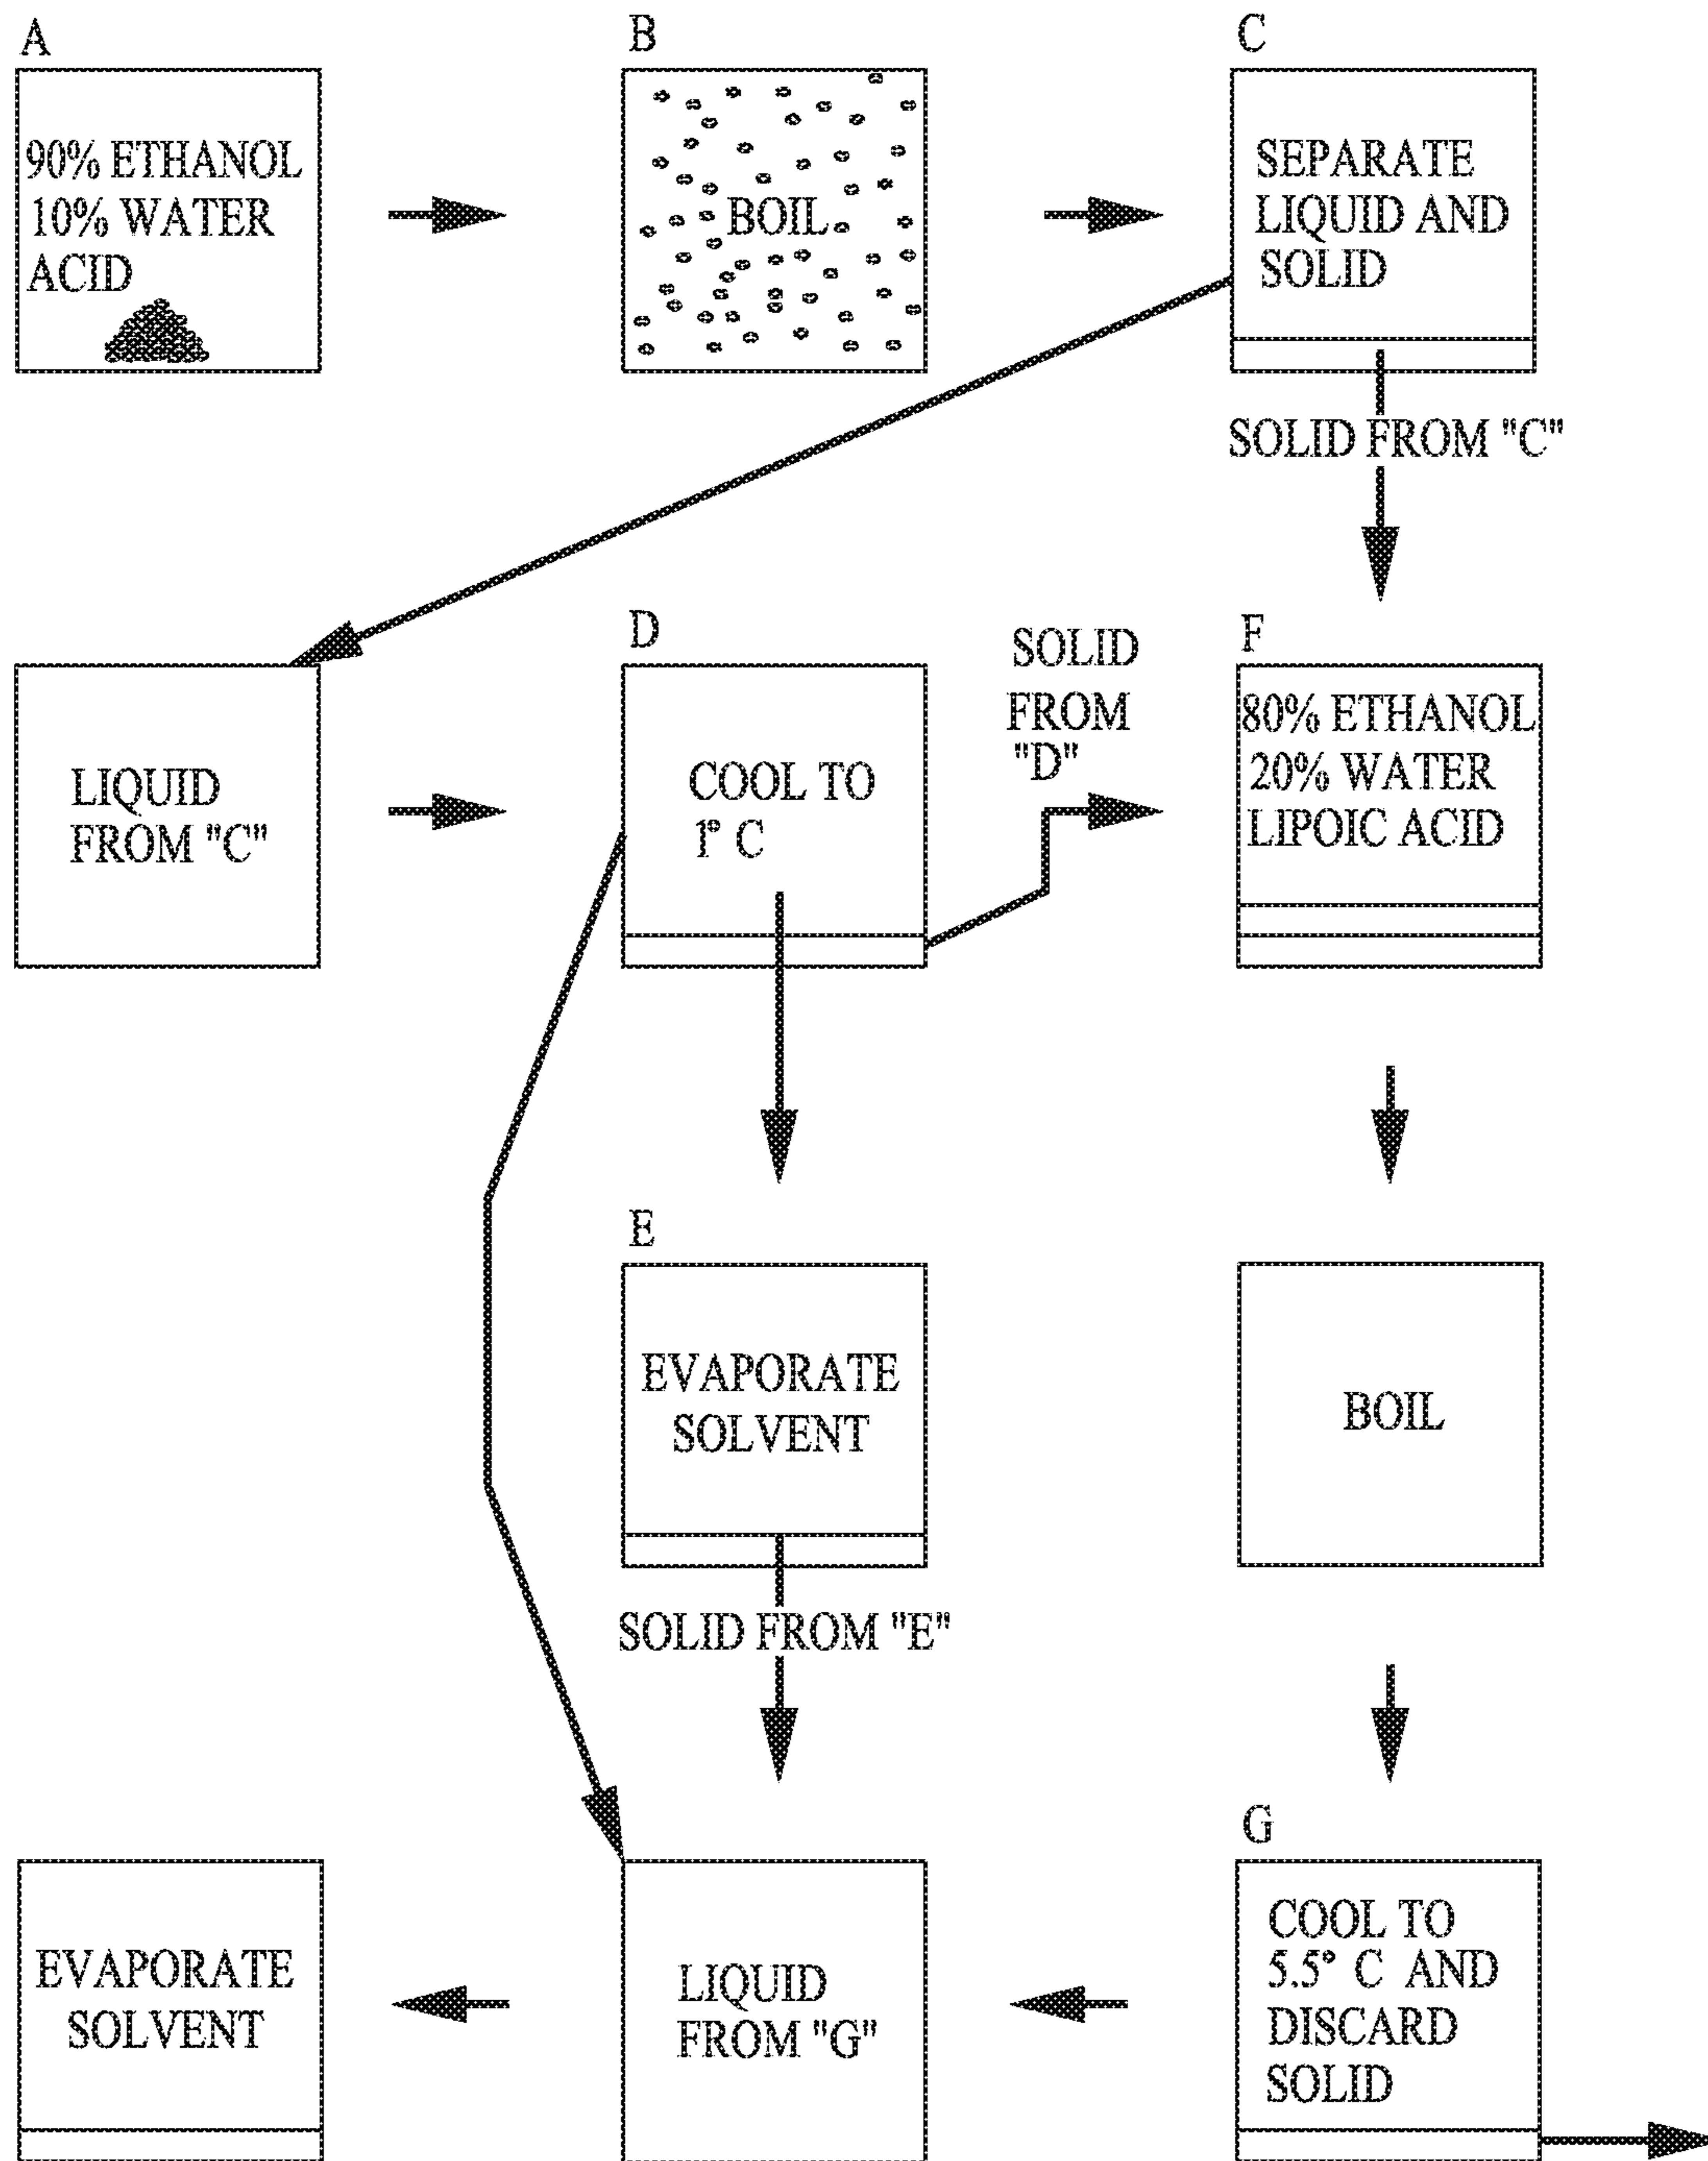 A
90% ETHANOL
10% WATER
ACID
B
BOIL
C
SEPARATE
LIQUID AND
SOLID
SOLID FROM "C"
LIQUID
FROM "C"
D
COOL TO
1° C
SOLID
FROM
"D"
F
80% ETHANOL
20% WATER
LIPOIC ACID
E
EVAPORATE
SOLVENT
SOLID FROM "E"
BOIL
EVAPORATE
SOLVENT
LIQUID
FROM "G"
G
COOL TO
5.5° C AND
DISCARD
SOLID